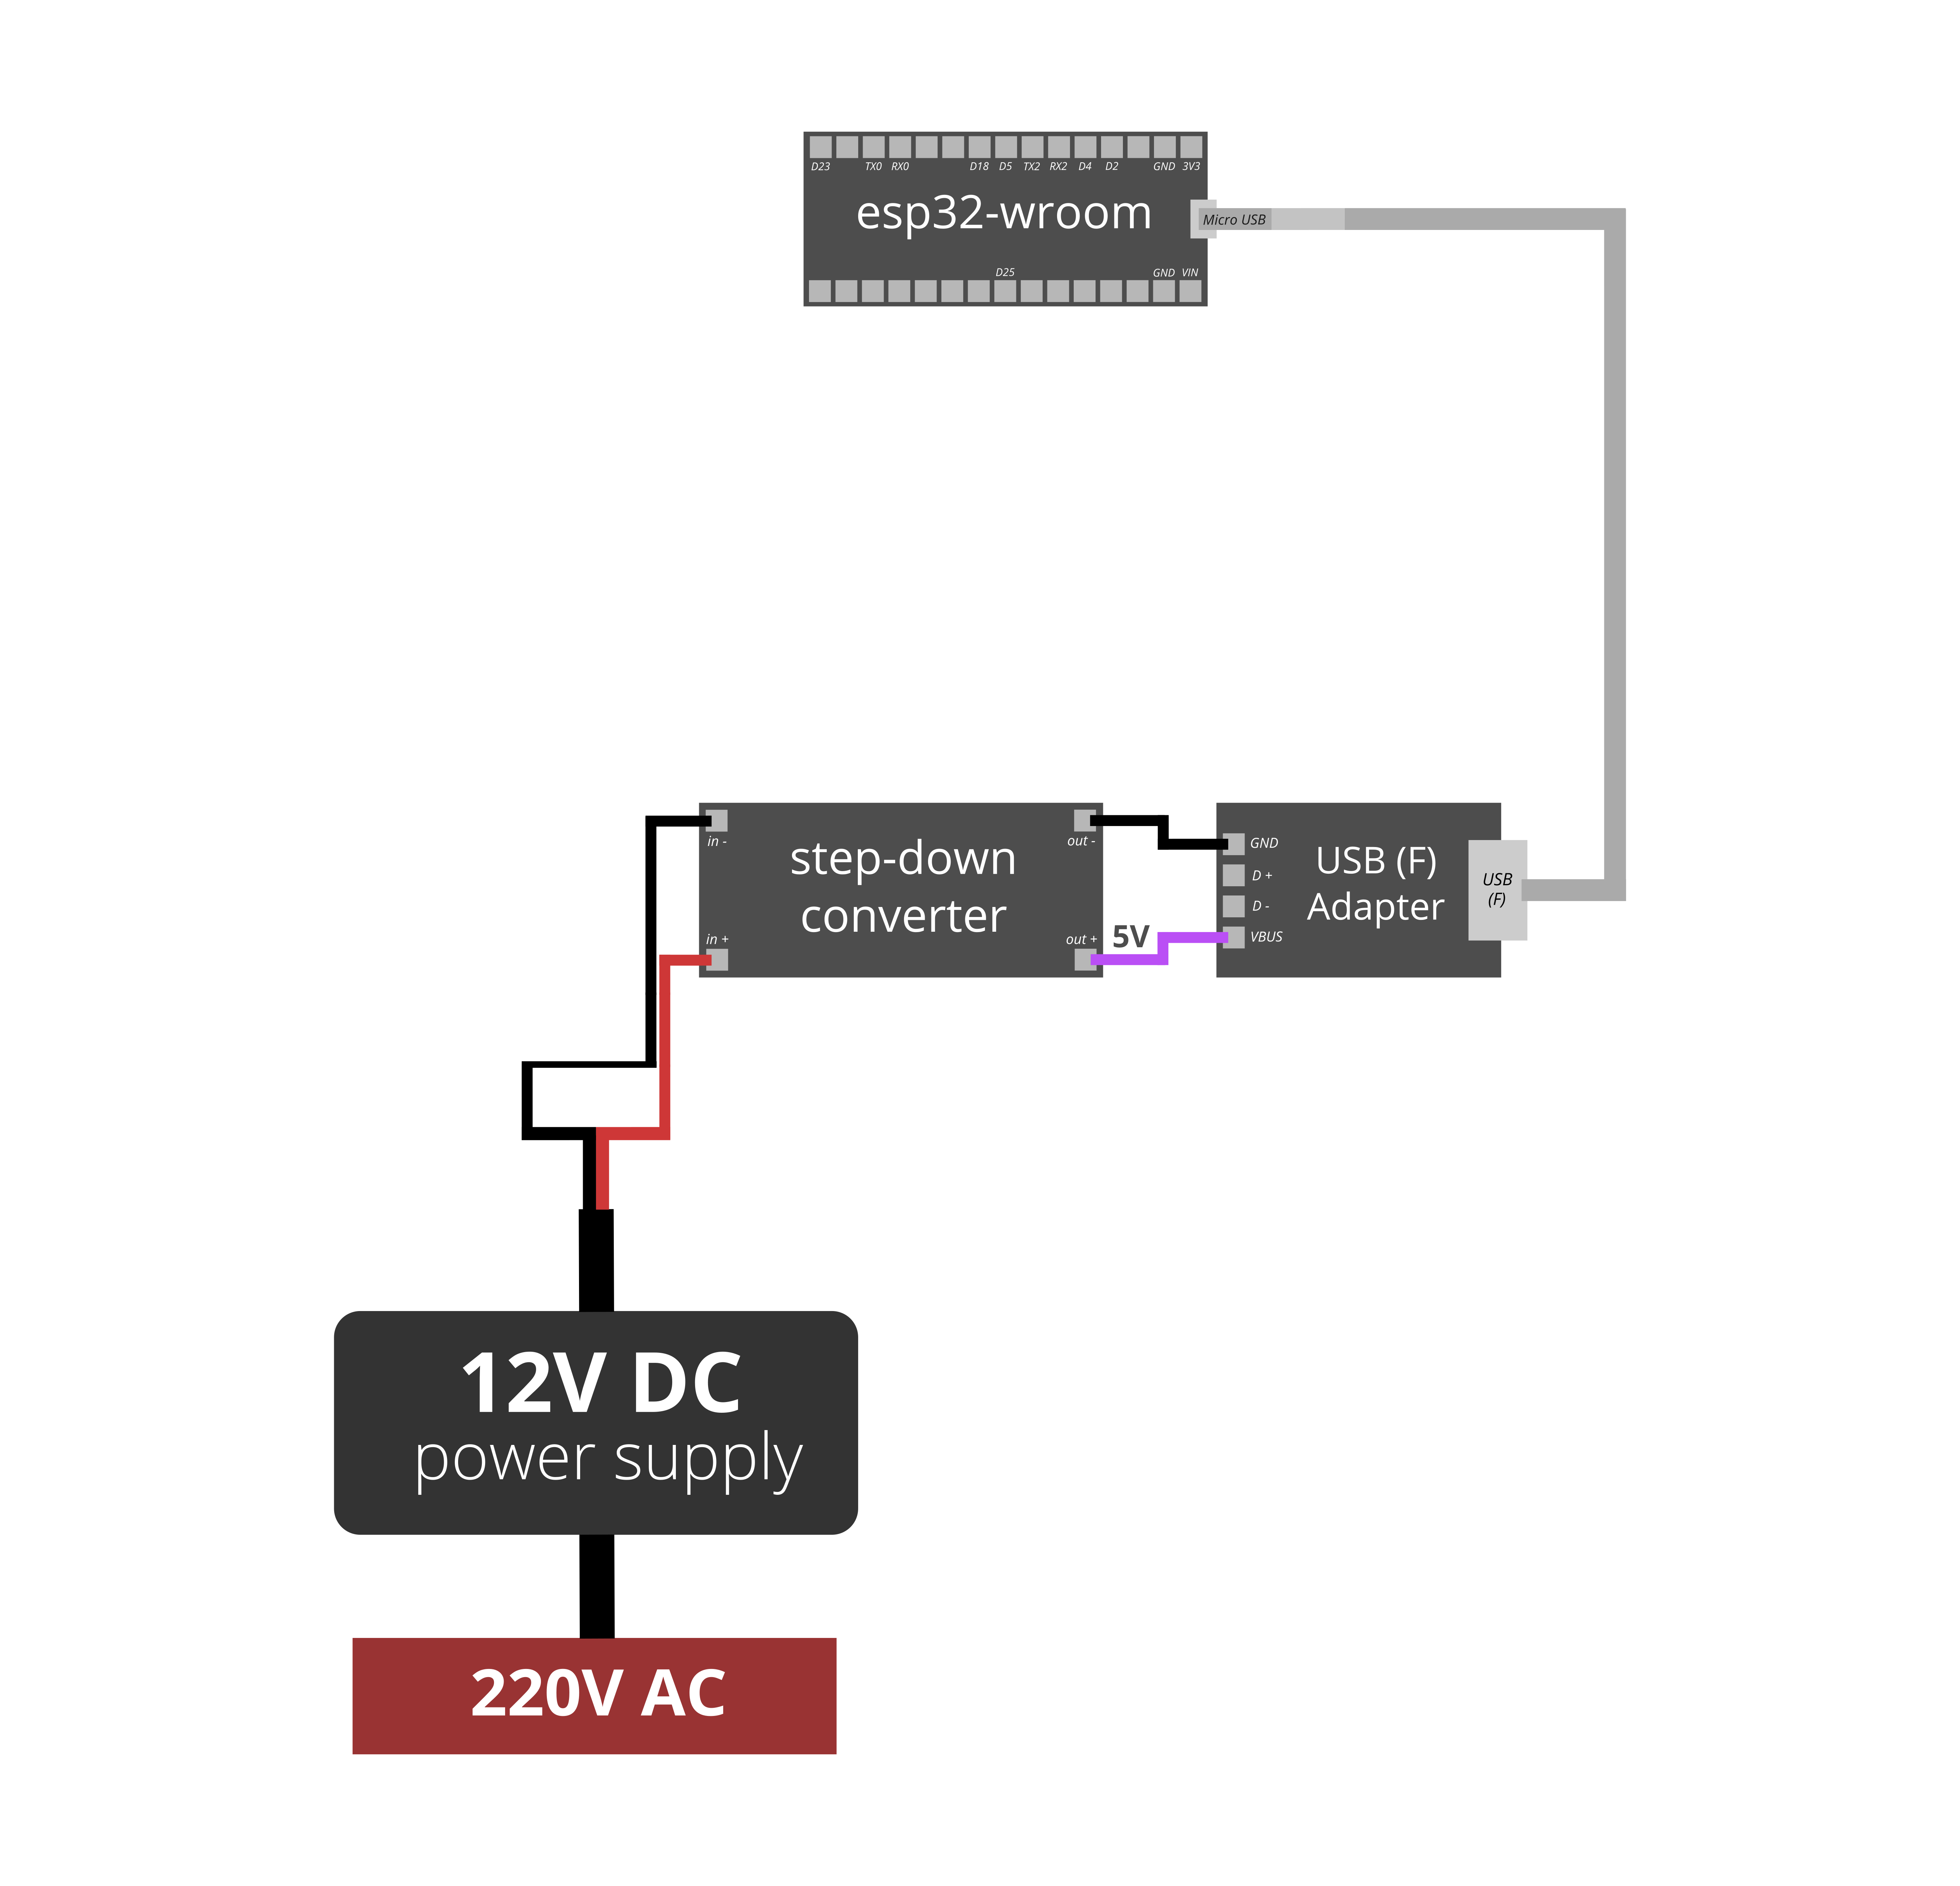 D23 TX0 RX0 D18 D5 TX2 RX2 D4 D2 GND 3V3
esp32-wroom
Micro USB
D25 GND VIN
in -
out -
step-down
converter
in +
out +
5V
GND
D +
D -
VBUS
USB (F)
Adapter
USB
(F)
12V DC
power supply
220V AC